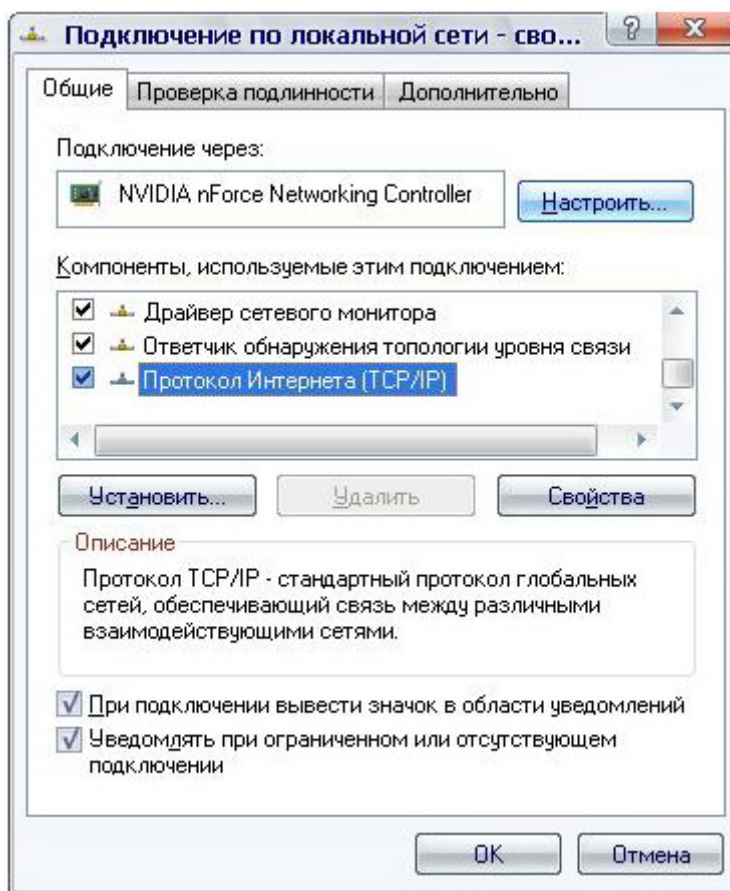 Подключение по локальной сети - сво...
Общие
Проверка подлинности
Дополнительно
Подключение через:
NVIDIA nForce Networking Controller
Настроить...
Компоненты, используемые этим подключением:
Драйвер сетевого монитора
Ответчик обнаружения топологии уровня связи
Протокол Интернета (TCP/IP)
Установить...
Удалить
Свойства
Описание
Протокол TCP/IP - стандартный протокол глобальных
сетей, обеспечивающий связь между различными
взаимодействующими сетями.
При подключении вывести значок в области уведомлений
Уведомлять при ограниченном или отсутствующем
подключении
OK
Отмена